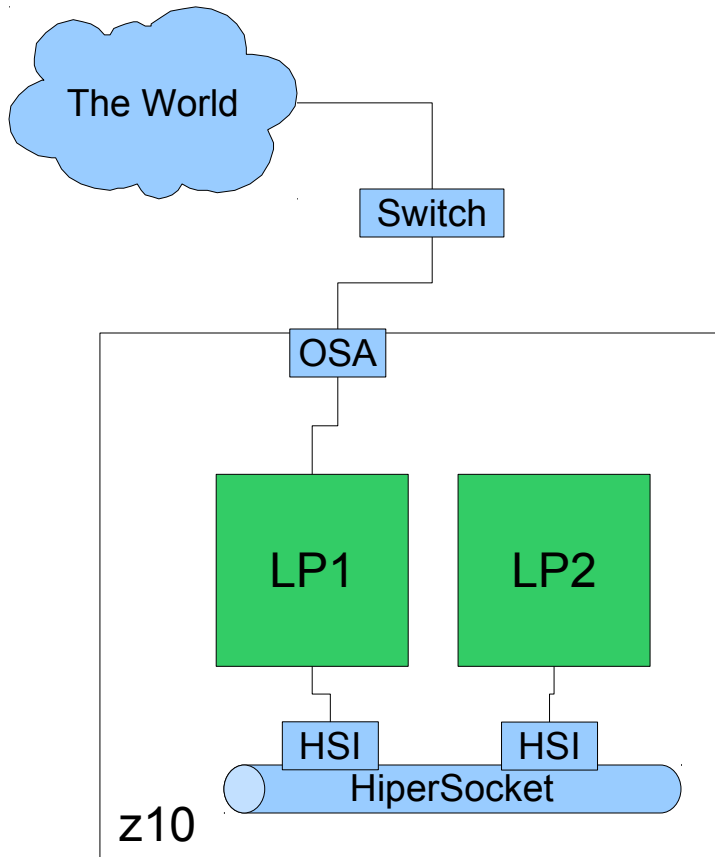 The World
Switch
OSA
LP1
LP2
HSI
HSI
HiperSocket
z10